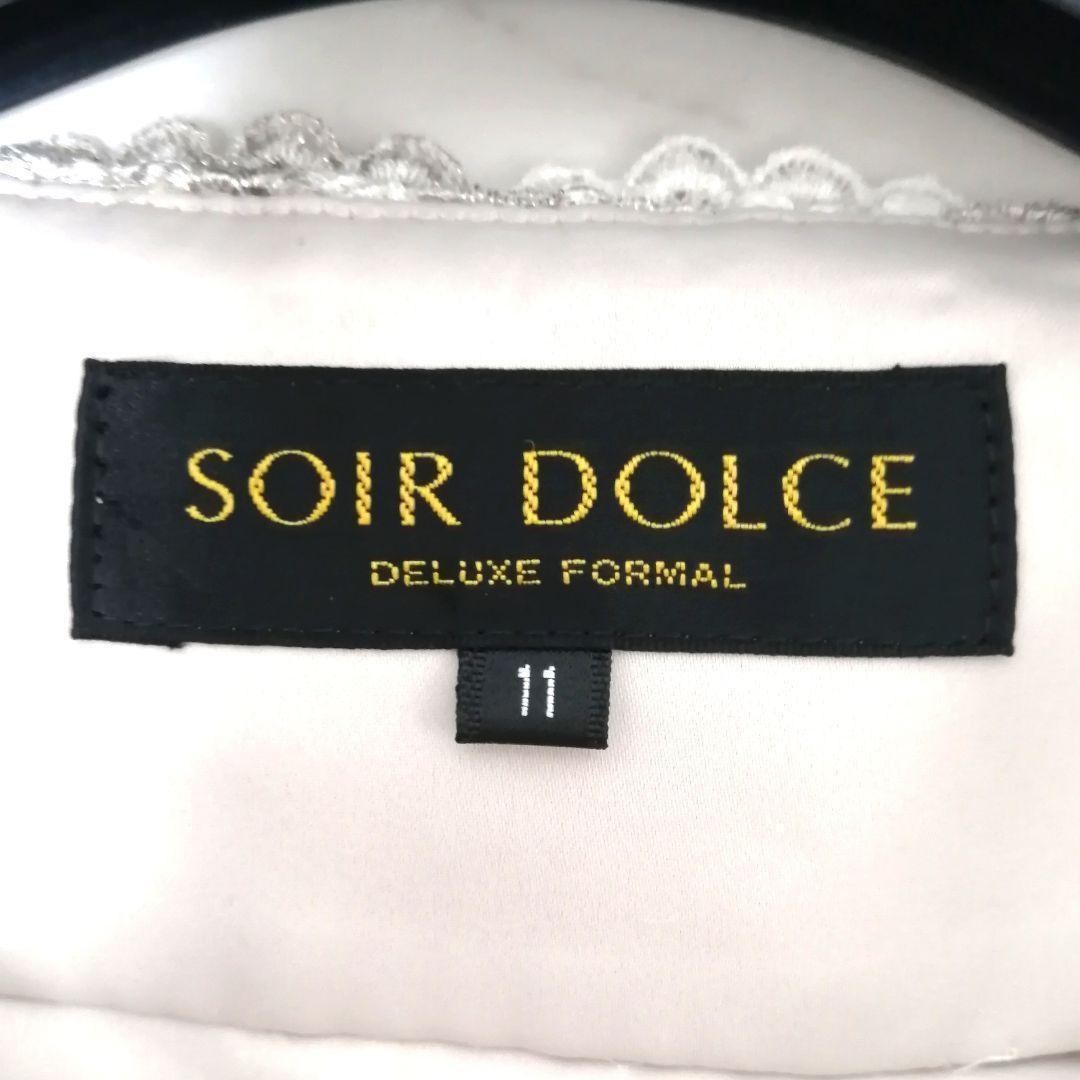 SOIR DOLCE
DELUXE FORMAL
11